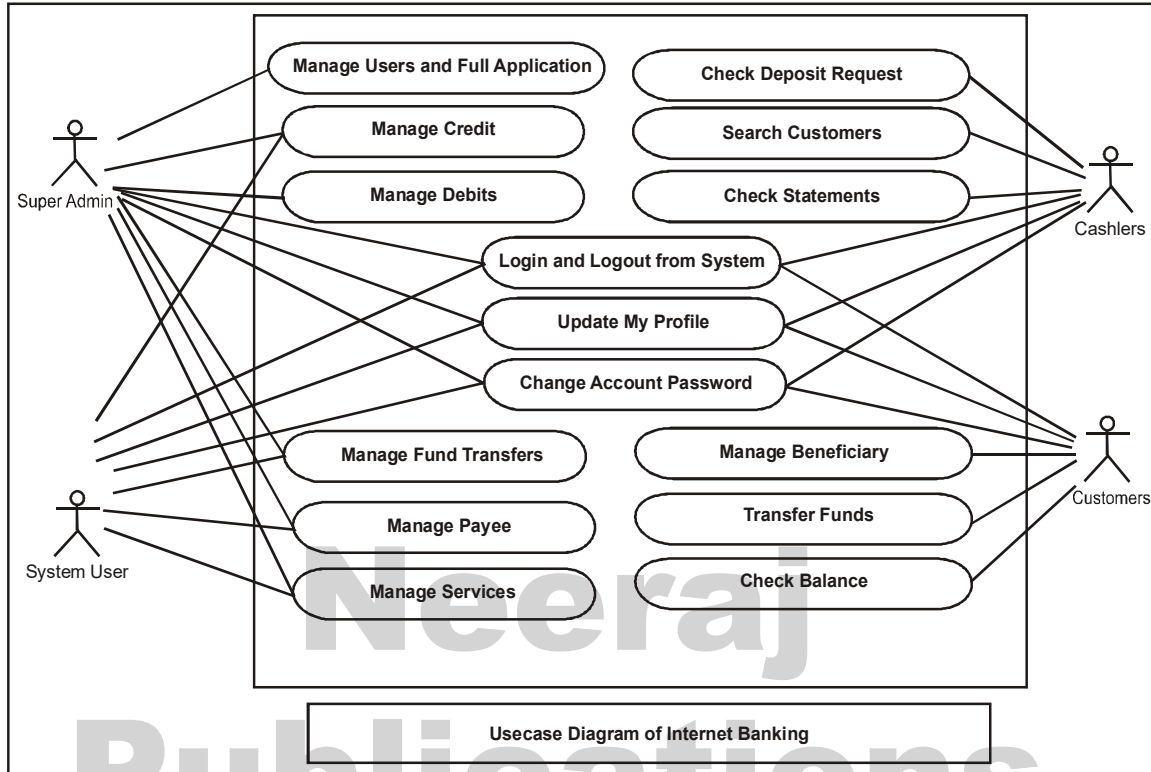 Manage Users and Full Application
Check Deposit Request
Manage Credit
Search Customers
Super Admin
Manage Debits
Check Statements
Cashlers
Login and Logout from System
Update My Profile
Change Account Password
Manage Fund Transfers
Manage Beneficiary
Customers
Manage Payee
Transfer Funds
System User
Manage Services
Check Balance
Neeraj
Usecase Diagram of Internet Banking
Publications